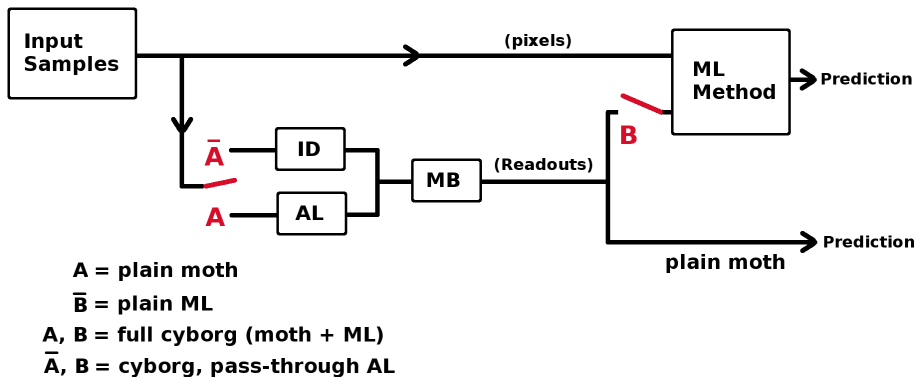 Input
Samples
(pixels)
ML
Method
Prediction
B
A̅
ID
(Readouts)
MB
A
AL
Prediction
plain moth
A = plain moth
B̅ = plain ML
A, B = full cyborg (moth + ML)
A̅, B = cyborg, pass-through AL